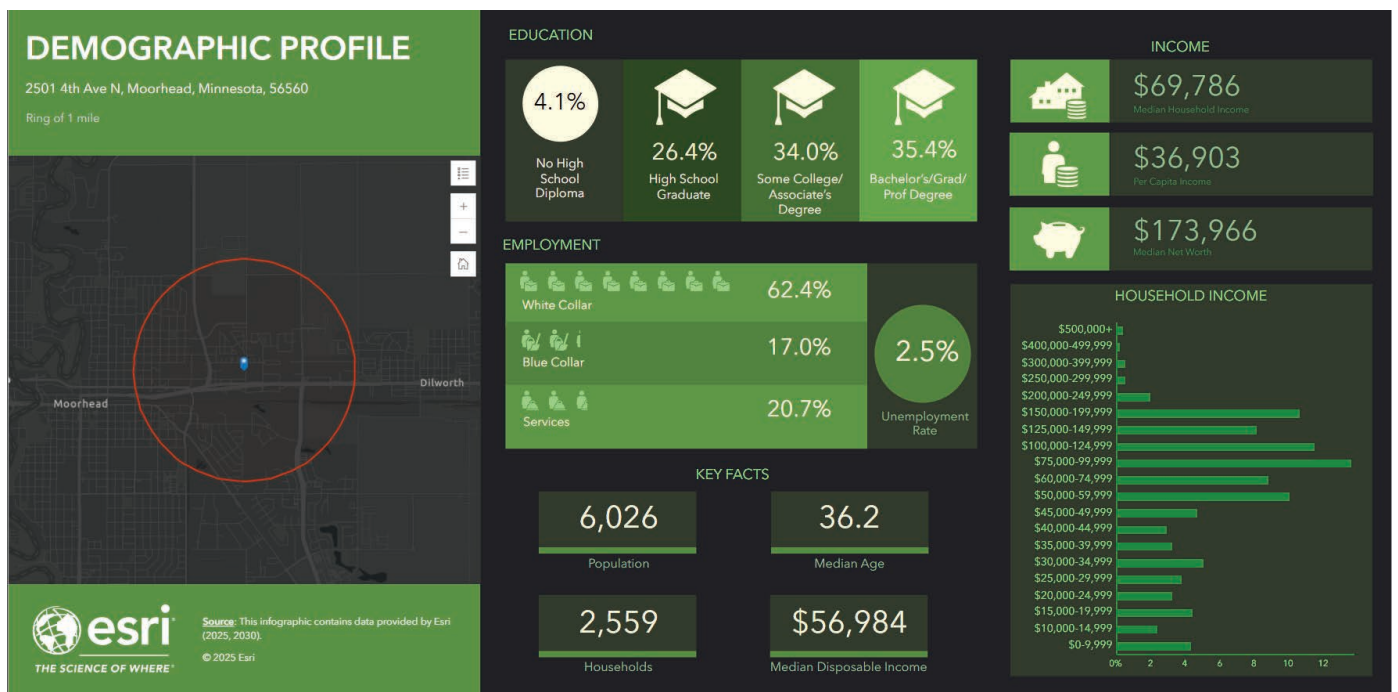 DEMOGRAPHIC PROFILE
2501 4th Ave N, Moorhead, Minnesota, 56560
Ring of 1 mile
Moorhead
Dilworth
esri
THE SCIENCE OF WHERE®
Source: This infographic contains data provided by Esri
(2025, 2030).
© 2025 Esri
EDUCATION
4.1%
No High
School
Diploma
26.4%
High School
Graduate
34.0%
Some College/
Associate's
Degree
35.4%
Bachelor's/Grad/
Prof Degree
EMPLOYMENT
White Collar
62.4%
Blue Collar
17.0%
Services
20.7%
2.5%
Unemployment
Rate
KEY FACTS
6,026
Population
36.2
Median Age
2,559
Households
$56,984
Median Disposable Income
INCOME
$69,786
Median Household Income
$36,903
Per Capita Income
$173,966
Median Net Worth
HOUSEHOLD INCOME
$500,000+
$400,000-499,999
$300,000-399,999
$250,000-299,999
$200,000-249,999
$150,000-199,999
$125,000-149,999
$100,000-124,999
$75,000-99,999
$60,000-74,999
$50,000-59,999
$45,000-49,999
$40,000-44,999
$35,000-39,999
$30,000-34,999
$25,000-29,999
$20,000-24,999
$15,000-19,999
$10,000-14,999
$0-9,999
0% 2 4 6 8 10 12